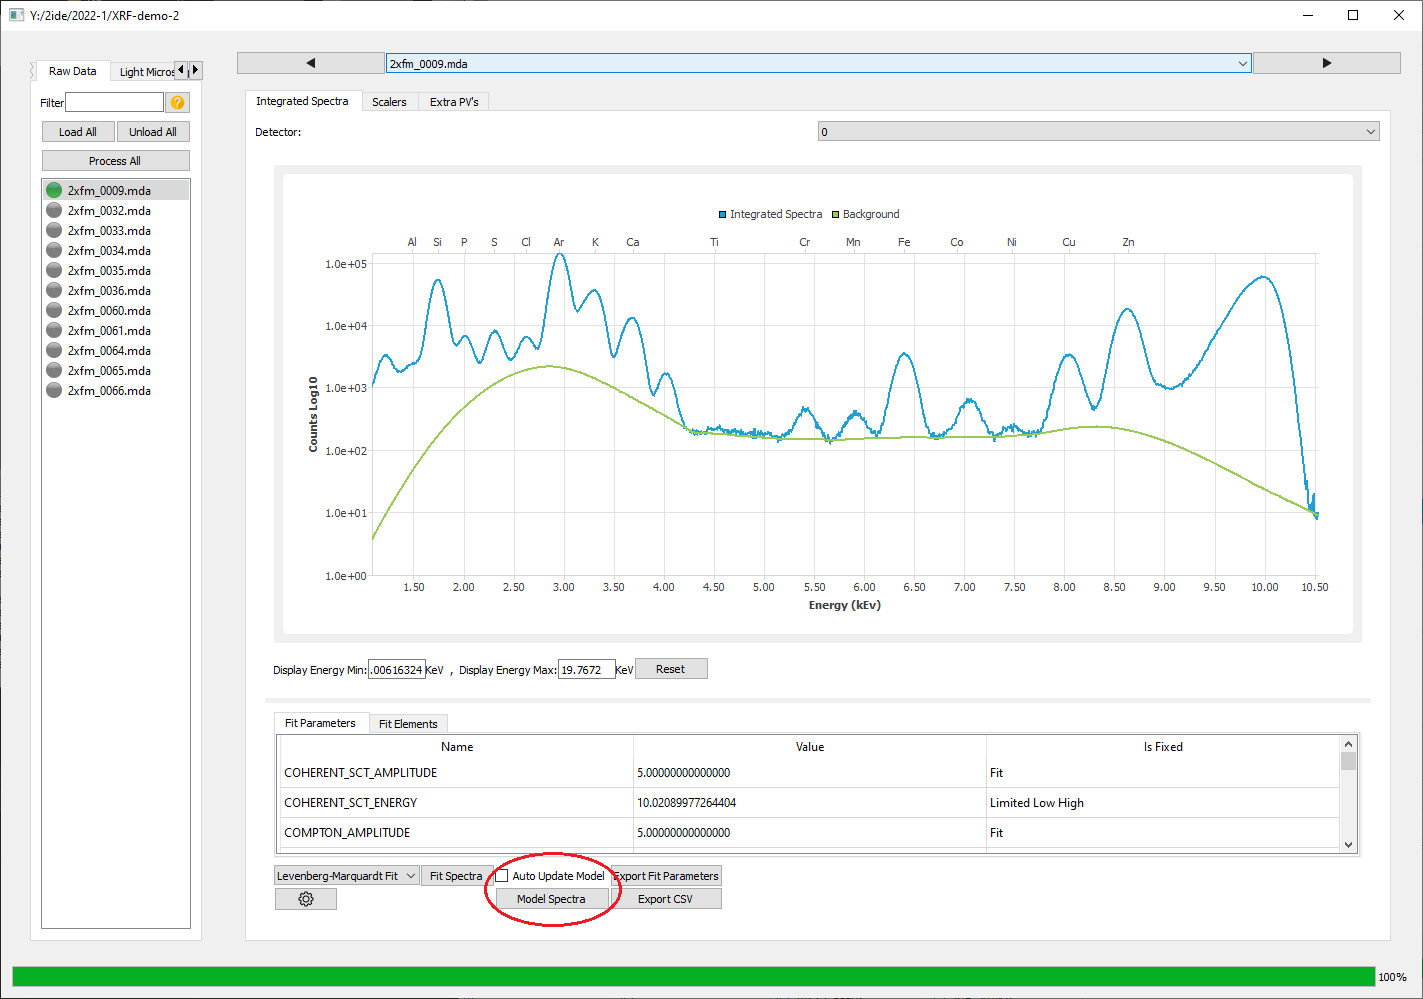 Y:/2ide/2022-1/XRF-demo-2
Raw Data
Light Micros
Filter
?
Load All
Unload All
Process All
2xfm_0009.mda
2xfm_0032.mda
2xfm_0033.mda
2xfm_0034.mda
2xfm_0035.mda
2xfm_0036.mda
2xfm_0060.mda
2xfm_0061.mda
2xfm_0064.mda
2xfm_0065.mda
2xfm_0066.mda
2xfm_0009.mda
Integrated Spectra Scalers Extra PV's
Detector: 0
Integrated Spectra Background
Al Si P S Cl Ar K Ca Ti Cr Mn Fe Co Ni Cu Zn
1.0e+05
1.0e+04
1.0e+03
1.0e+02
1.0e+01
1.0e+00
Counts Log10
1.50 2.00 2.50 3.00 3.50 4.00 4.50 5.00 5.50 6.00 6.50 7.00 7.50 8.00 8.50 9.00 9.50 10.00 10.50
Energy (kEv)
Display Energy Min: .00616324 KeV , Display Energy Max: 19.7672 KeV Reset
Fit Parameters Fit Elements
Name Value Is Fixed
COHERENT_SCT_AMPLITUDE 5.00000000000000 Fit
COHERENT_SCT_ENERGY 10.02089977264404 Limited Low High
COMPTON_AMPLITUDE 5.00000000000000 Fit
Levenberg-Marquardt Fit Fit Spectra Auto Update Model Export Fit Parameters
Model Spectra Export CSV
100%